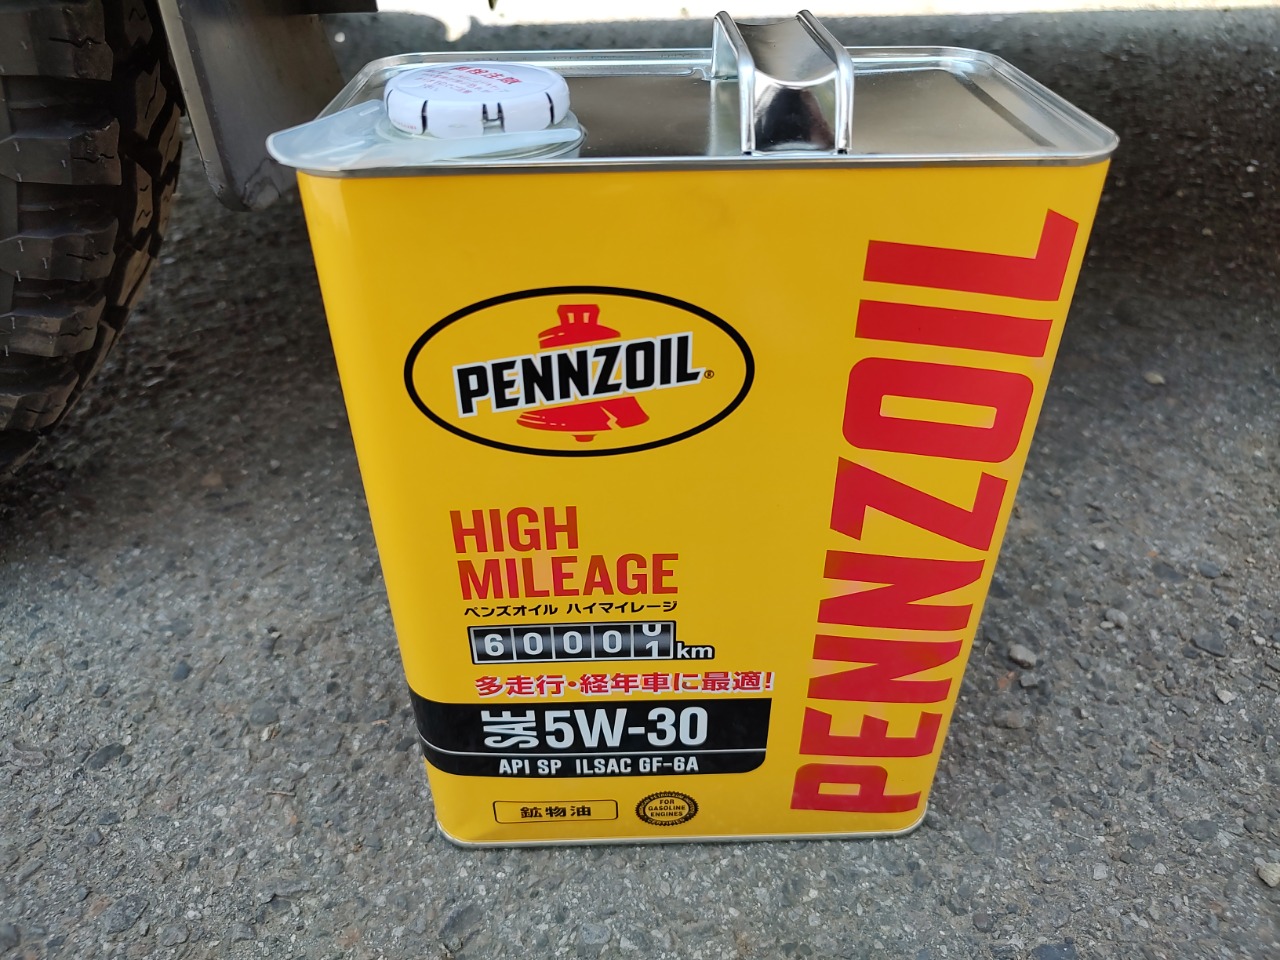 PENNZOIL®
HIGH
MILEAGE
ペンズオイル ハイマイレージ
6000 0 1 km
多走行・経年車に最適!
SAE 5W-30
API SP ILSAC GF-6A
鉱物油
FOR
GASOLINE
ENGINES
PENNZOIL